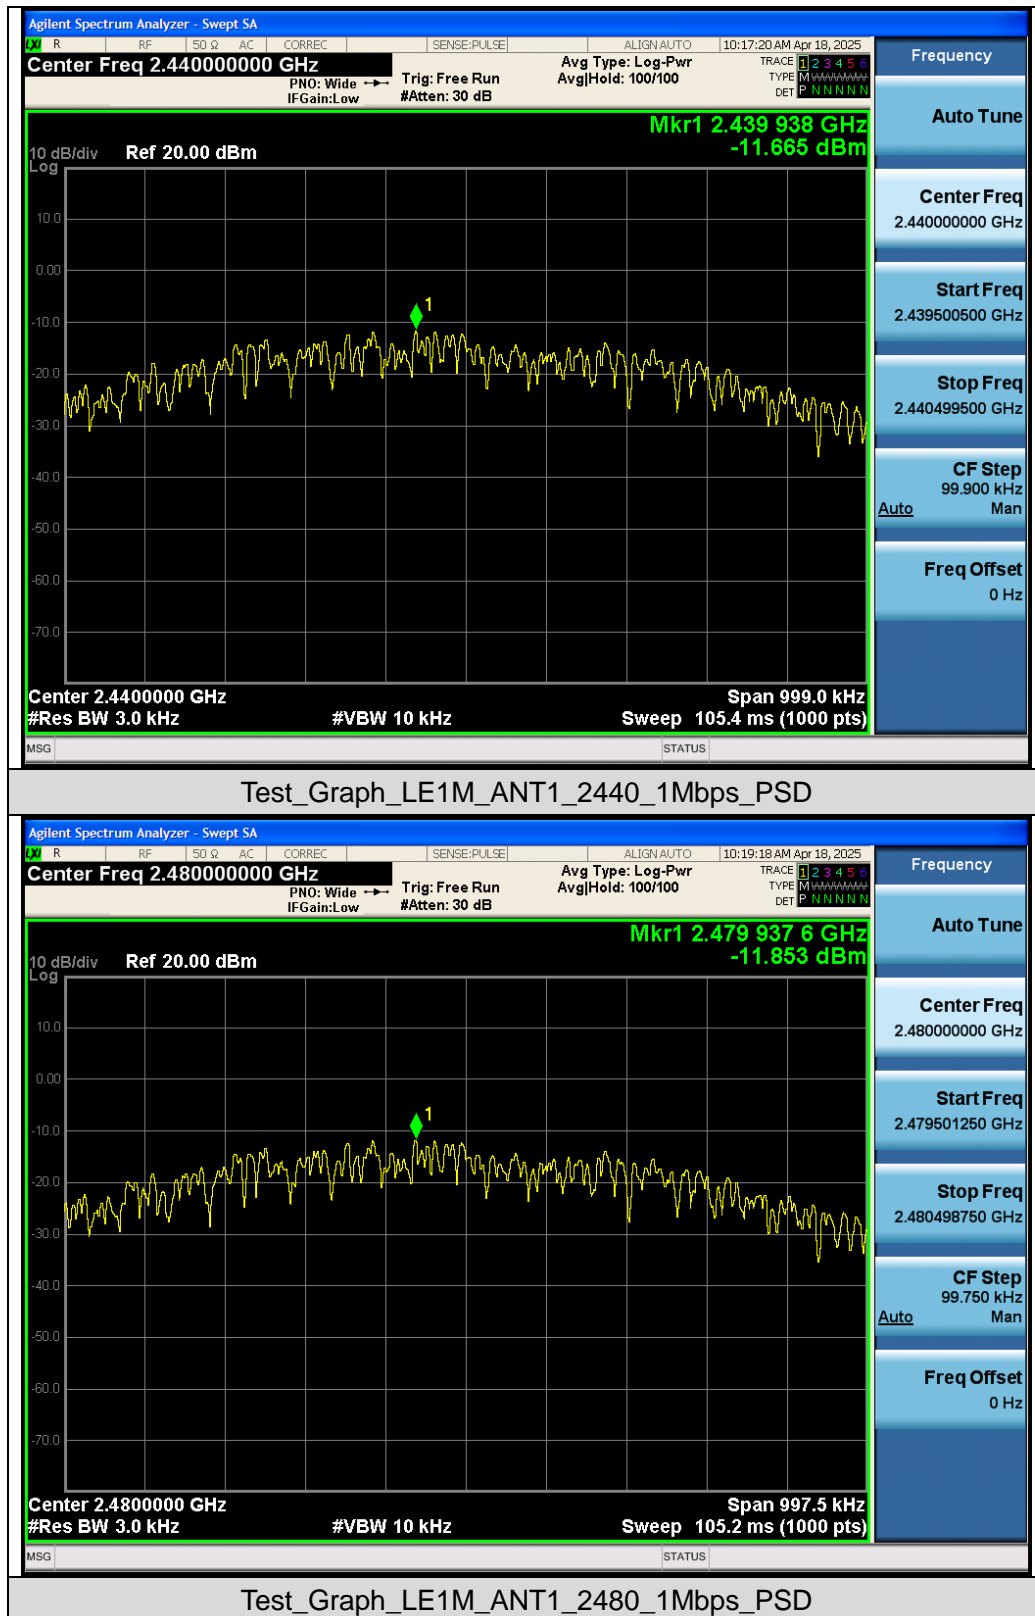 Agilent Spectrum Analyzer - Swept SA
LXI R RF 50 Ω AC CORREC SENSE:PULSE ALIGN AUTO 10:17:20 AM Apr 18, 2025
Center Freq 2.440000000 GHz
PNO: Wide
IFGain:Low
Trig: Free Run
#Atten: 30 dB
Avg Type: Log-Pwr
Avg|Hold: 100/100
TRACE 1 2 3 4 5 6
TYPE M WWWWW
DET P N N N N N
Frequency
Auto Tune
Center Freq
2.440000000 GHz
Start Freq
2.439500500 GHz
Stop Freq
2.440499500 GHz
CF Step
99.900 kHz
Auto Man
Freq Offset
0 Hz
Mkr1 2.439 938 GHz
-11.665 dBm
10 dB/div Ref 20.00 dBm
Log
10.0
0.00
-10.0
-20.0
-30.0
-40.0
-50.0
-60.0
-70.0
1
Center 2.4400000 GHz Span 999.0 kHz
#Res BW 3.0 kHz #VBW 10 kHz Sweep 105.4 ms (1000 pts)
MSG STATUS
Test_Graph_LE1M_ANT1_2440_1Mbps_PSD
Agilent Spectrum Analyzer - Swept SA
LXI R RF 50 Ω AC CORREC SENSE:PULSE ALIGN AUTO 10:19:18 AM Apr 18, 2025
Center Freq 2.480000000 GHz
PNO: Wide
IFGain:Low
Trig: Free Run
#Atten: 30 dB
Avg Type: Log-Pwr
Avg|Hold: 100/100
TRACE 1 2 3 4 5 6
TYPE M WWWWW
DET P N N N N N
Frequency
Auto Tune
Center Freq
2.480000000 GHz
Start Freq
2.479501250 GHz
Stop Freq
2.480498750 GHz
CF Step
99.750 kHz
Auto Man
Freq Offset
0 Hz
Mkr1 2.479 937 6 GHz
-11.853 dBm
10 dB/div Ref 20.00 dBm
Log
10.0
0.00
-10.0
-20.0
-30.0
-40.0
-50.0
-60.0
-70.0
1
Center 2.4800000 GHz Span 997.5 kHz
#Res BW 3.0 kHz #VBW 10 kHz Sweep 105.2 ms (1000 pts)
MSG STATUS
Test_Graph_LE1M_ANT1_2480_1Mbps_PSD